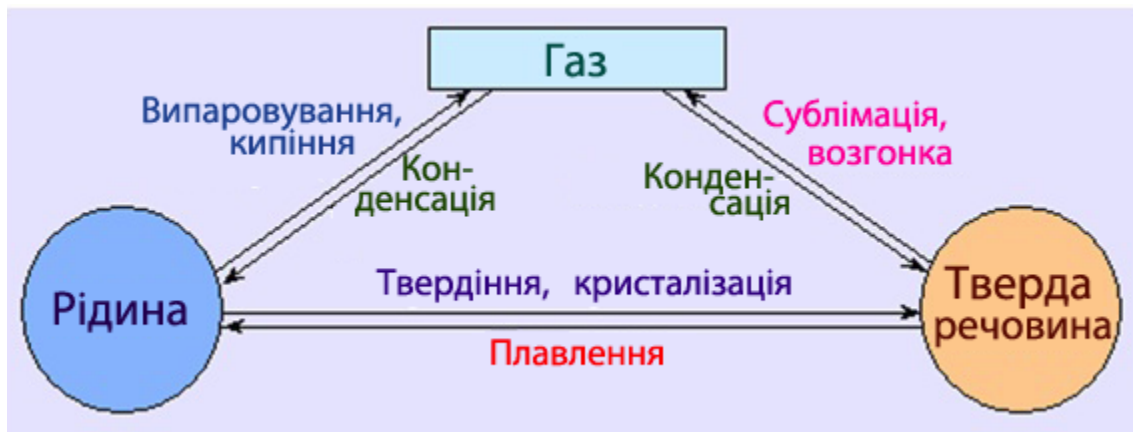 Газ
Випаровування,
кипіння
Сублімація,
возгонка
Кон-
денсація
Конден-
сація
Рідина
Твердіння, кристалізація
Тверда
речовина
Плавлення